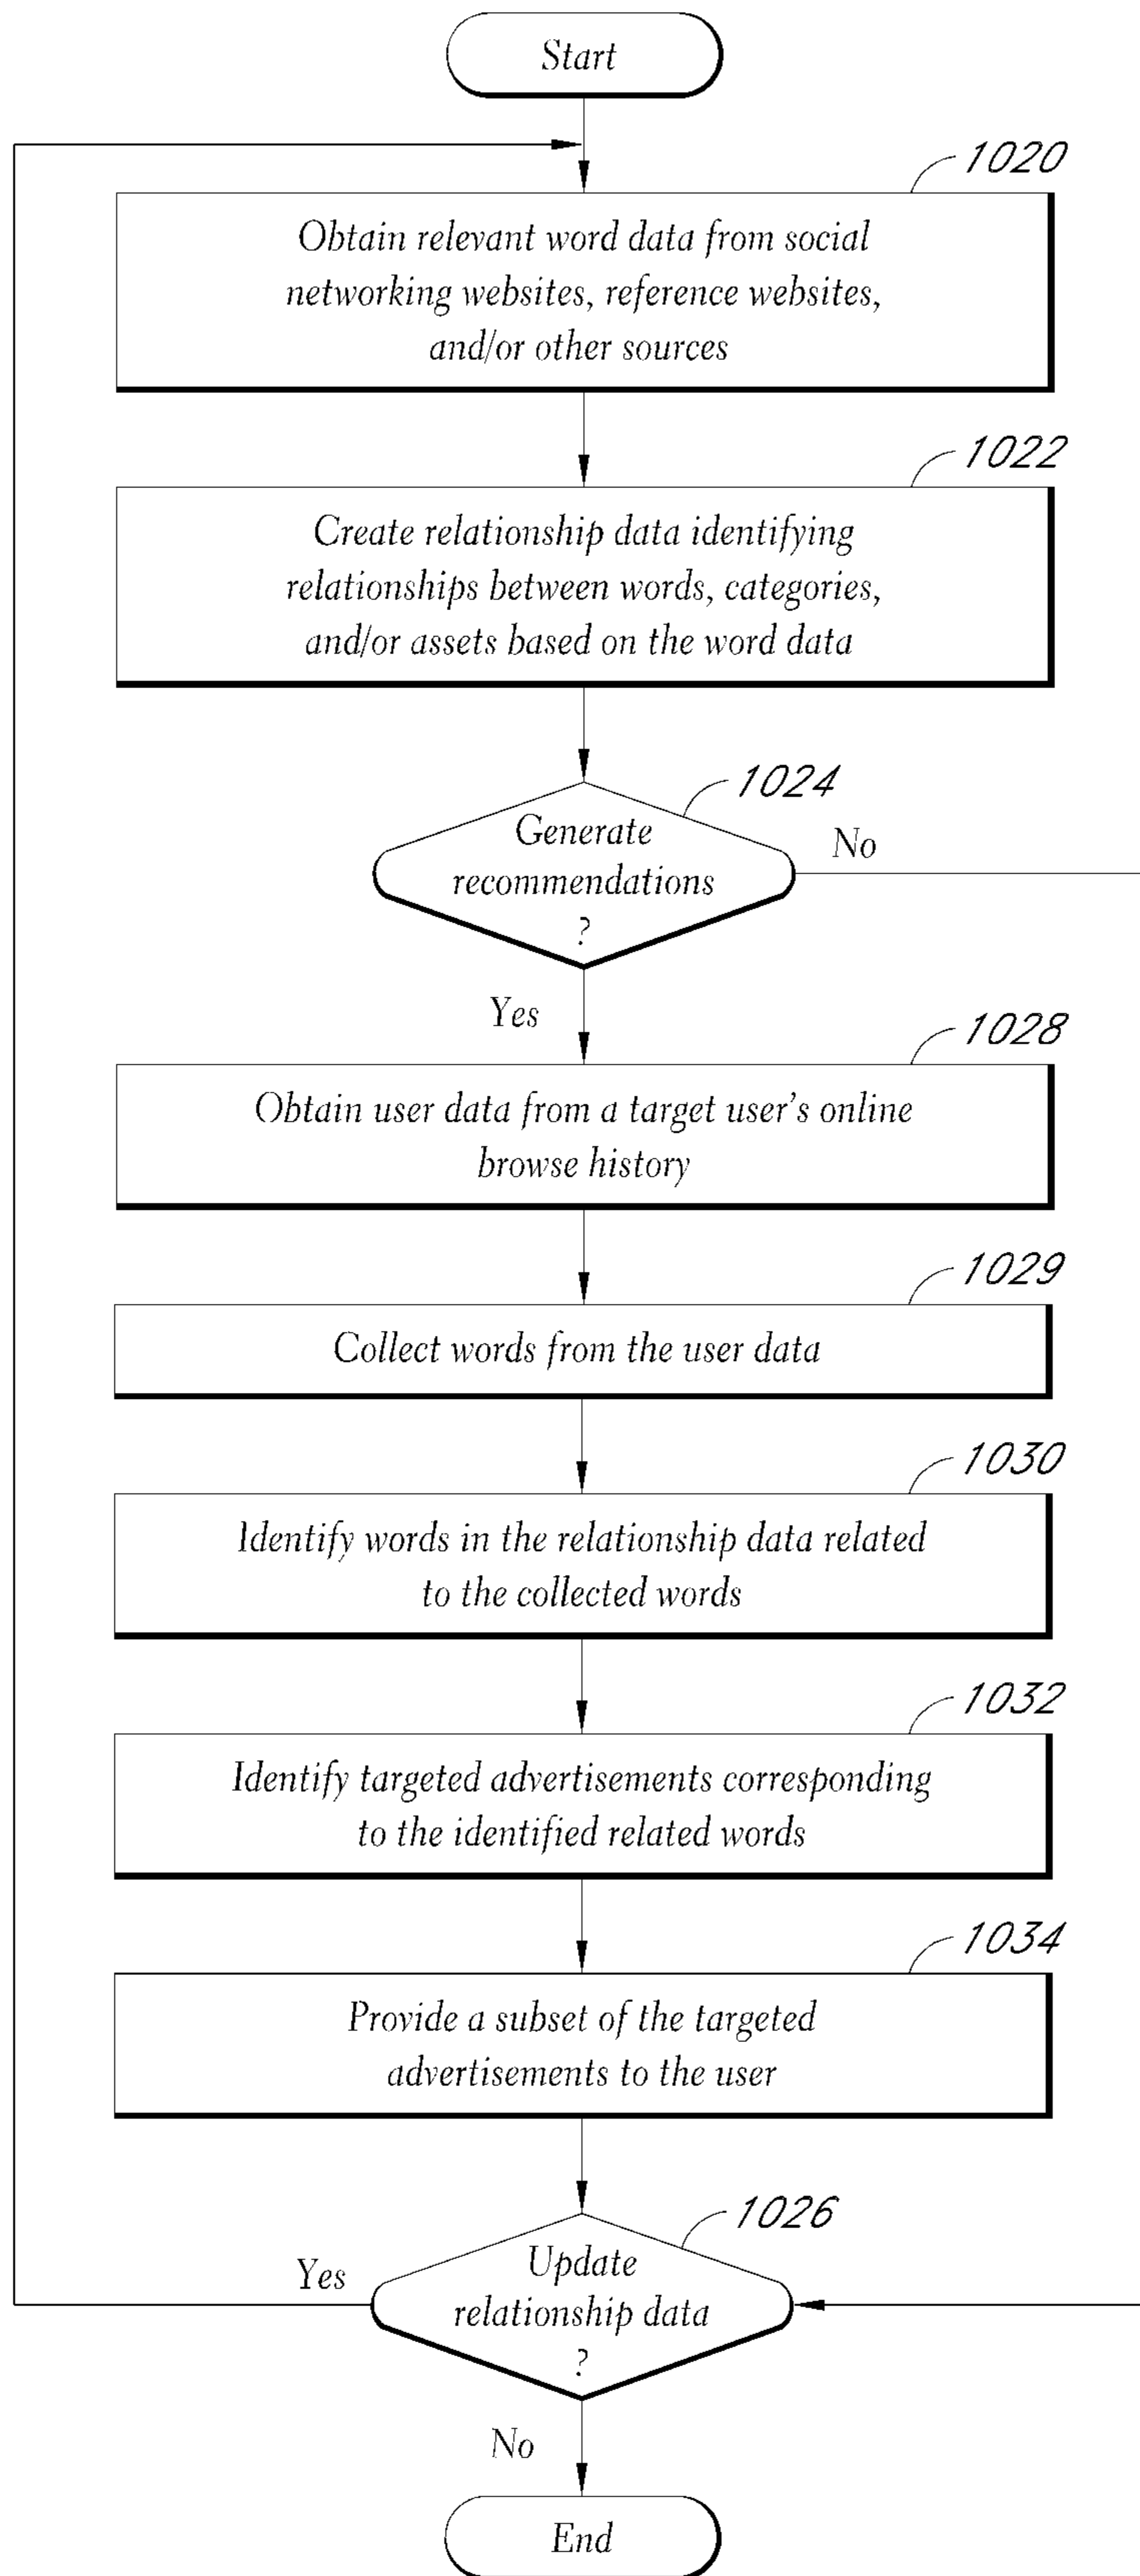 Start
1020
Obtain relevant word data from social
networking websites, reference websites,
and/or other sources
1022
Create relationship data identifying
relationships between words, categories,
and/or assets based on the word data
1024
Generate
recommendations
?
No
Yes
1028
Obtain user data from a target user's online
browse history
1029
Collect words from the user data
1030
Identify words in the relationship data related
to the collected words
1032
Identify targeted advertisements corresponding
to the identified related words
1034
Provide a subset of the targeted
advertisements to the user
1026
Yes
Update
relationship data
?
No
End